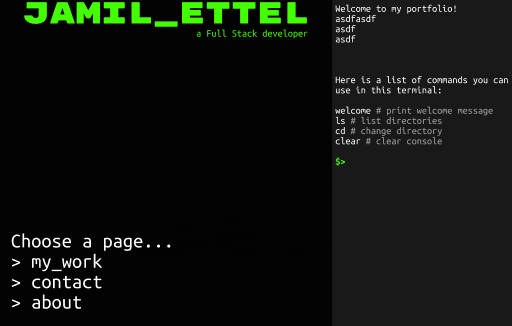 JAMIL_ETTEL
a Full Stack developer
Choose a page...
> my_work
> contact
> about
Welcome to my portfolio!
asdfasdf
asdf
asdf
Here is a list of commands you can
use in this terminal:
welcome # print welcome message
ls # list directories
cd # change directory
clear # clear console
$>